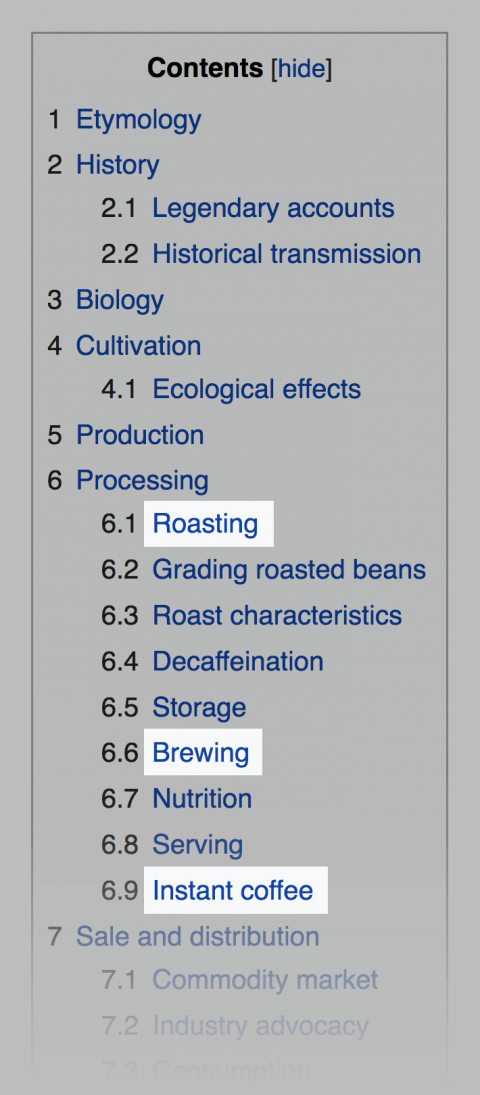 Contents [hide]
1 Etymology
2 History
2.1 Legendary accounts
2.2 Historical transmission
3 Biology
4 Cultivation
4.1 Ecological effects
5 Production
6 Processing
6.1 Roasting
6.2 Grading roasted beans
6.3 Roast characteristics
6.4 Decaffeination
6.5 Storage
6.6 Brewing
6.7 Nutrition
6.8 Serving
6.9 Instant coffee
7 Sale and distribution
7.1 Commodity market
7.2 Industry advocacy
7.3 Consumption